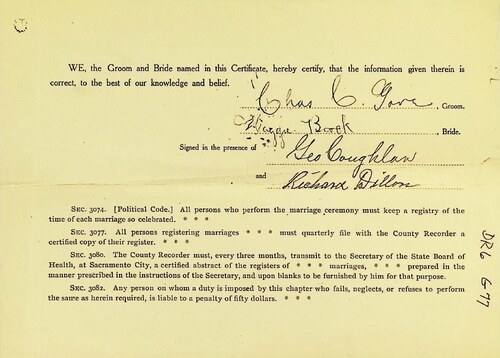 WE, the Groom and Bride named in this Certificate, hereby certify, that the information given therein is
correct, to the best of our knowledge and belief.
Chas C. Gove, Groom.
Book, Bride.
Signed in the presence of Geo Coughlan
and Richard Dillon
SEC. 3074. [Political Code.] All persons who perform the marriage ceremony must keep a registry of the
time of each marriage so celebrated. * * *
SEC. 3077. All persons registering marriages * * * must quarterly file with the County Recorder
a certified copy of their register. * * *
SEC. 3080. The County Recorder must, every three months, transmit to the Secretary of the State Board of
Health, at Sacramento City, a certified abstract of the registers of * * * marriages, * * * prepared in the
manner prescribed in the instructions of the Secretary, and upon blanks to be furnished by him for that purpose.
SEC. 3082. Any person on whom a duty is imposed by this chapter who fails, neglects, or refuses to perform
the same as herein required, is liable to a penalty of fifty dollars. * * *
DRL 6-77